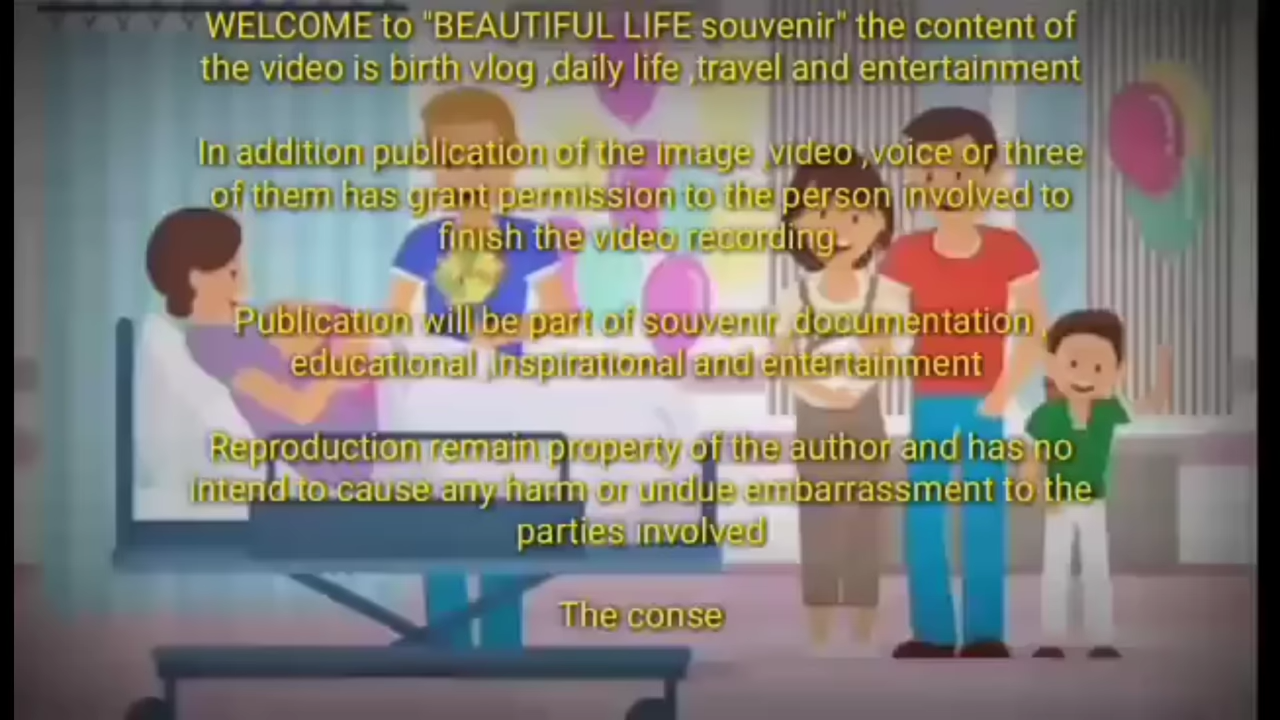 WELCOME to "BEAUTIFUL LIFE souvenir" the content of
the video is birth vlog ,daily life ,travel and entertainment
In addition publication of the image ,video ,voice or three
of them has grant permission to the person involved to
finish the video recording
Publication will be part of souvenir ,documentation ,
educational ,inspirational and entertainment
Reproduction remain property of the author and has no
intend to cause any harm or undue embarrassment to the
parties involved
The conse